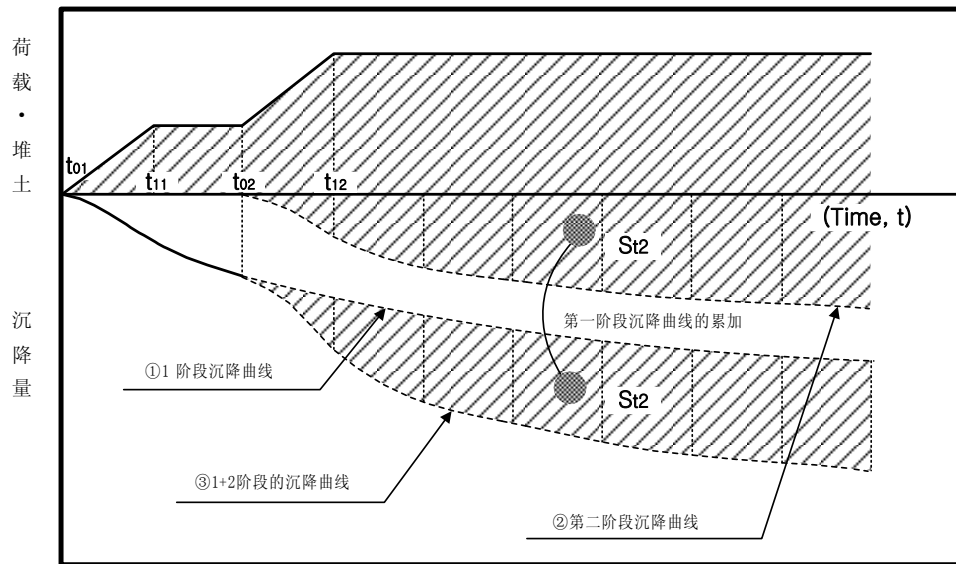 荷载·堆土
t01
t11
t02
t12
(Time, t)
St2
第一阶段沉降曲线的累加
沉降量
①1 阶段沉降曲线
St2
③1+2阶段的沉降曲线
②第二阶段沉降曲线